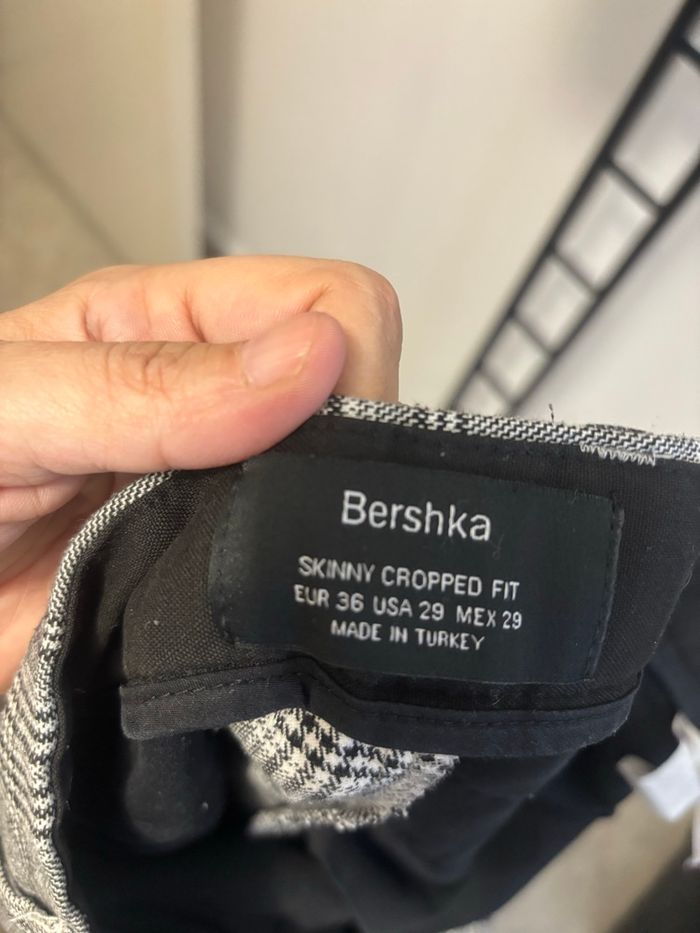 Bershka
SKINNY CROPPED FIT
EUR 36 USA 29 MEX 29
MADE IN TURKEY